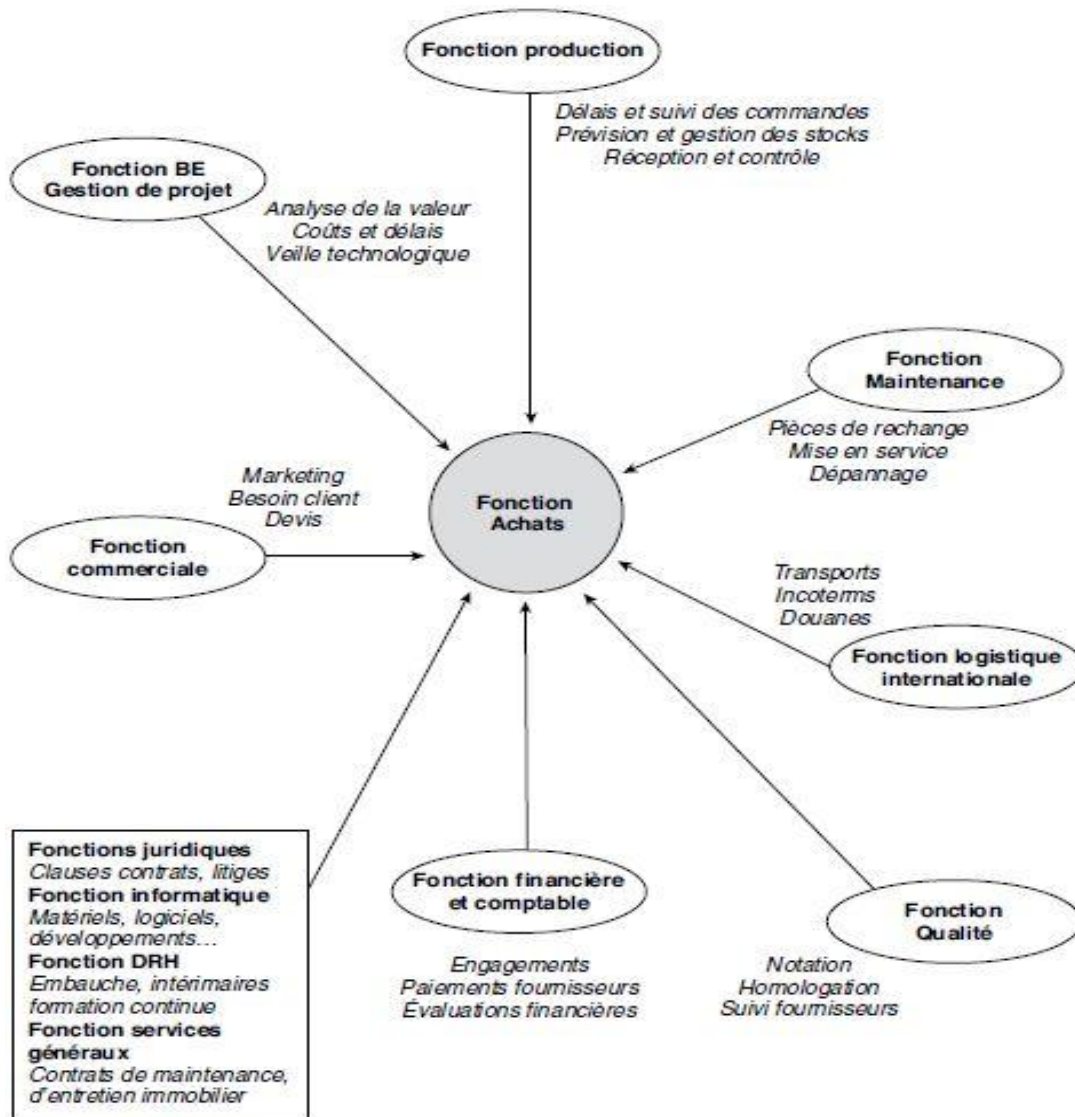 Fonction production
Délais et suivi des commandes
Prévision et gestion des stocks
Réception et contrôle
Fonction BE
Gestion de projet
Analyse de la valeur
Coûts et délais
Veille technologique
Fonction
Maintenance
Pièces de rechange
Mise en service
Dépannage
Marketing
Besoin client
Devis
Fonction
commerciale
Fonction
Achats
Transports
Incoterms
Douanes
Fonction logistique
internationale
Fonctions juridiques
Clauses contrats, litiges
Fonction informatique
Matériels, logiciels,
développements…
Fonction DRH
Embauche, intérimaires
formation continue
Fonction services
généraux
Contrats de maintenance,
d'entretien immobilier
Fonction financière
et comptable
Engagements
Paiements fournisseurs
Évaluations financières
Fonction
Qualité
Notation
Homologation
Suivi fournisseurs